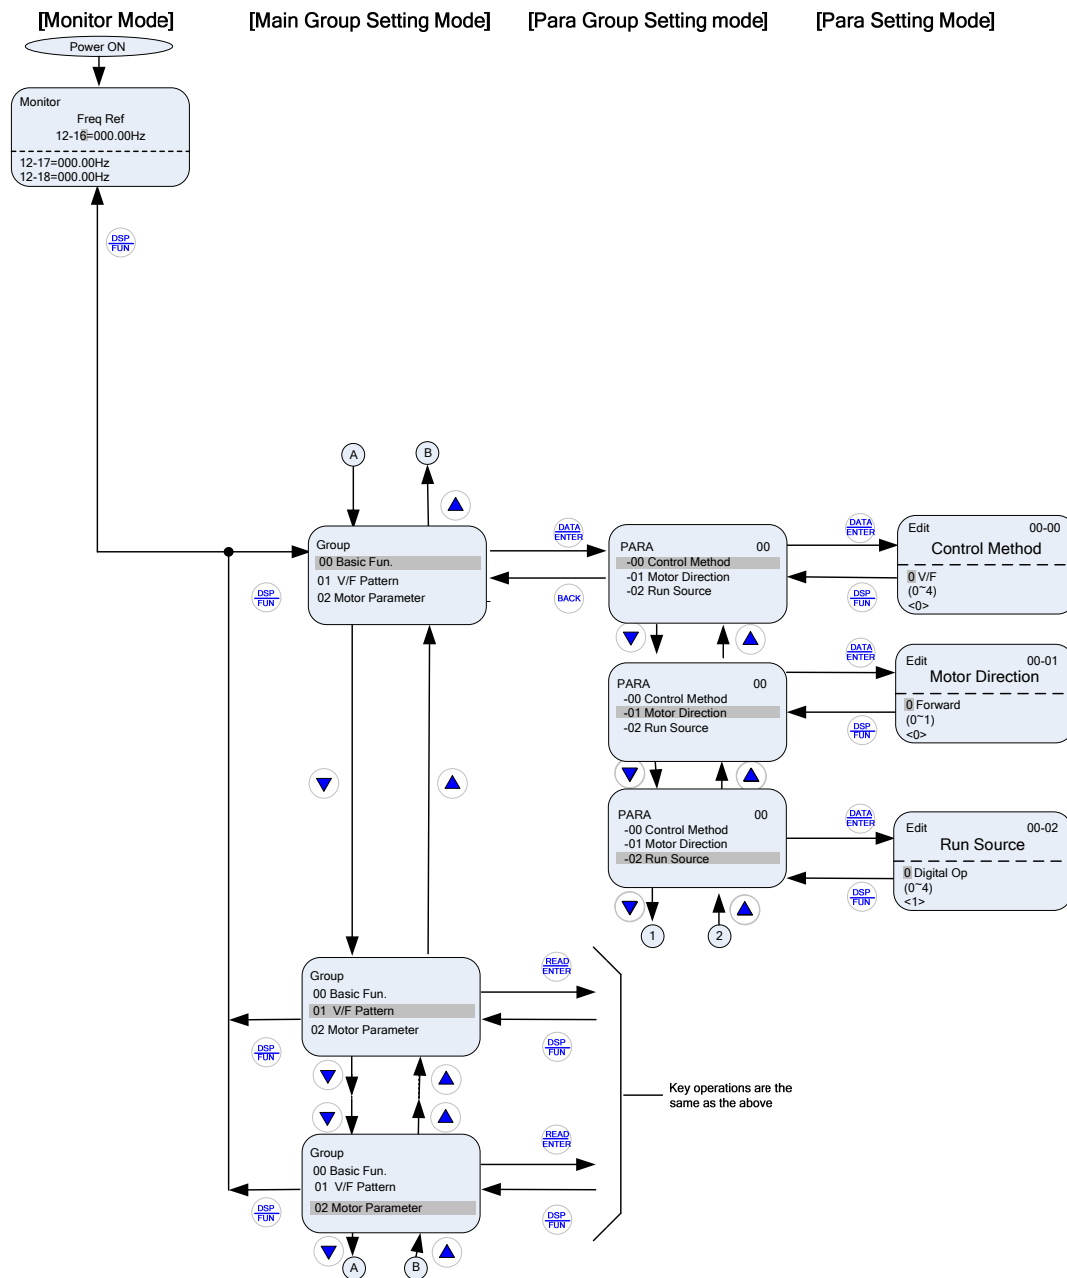 [Monitor Mode]
[Main Group Setting Mode]
[Para Group Setting mode]
[Para Setting Mode]
Power ON
Monitor
Freq Ref
12-16=000.00Hz
12-17=000.00Hz
12-18=000.00Hz
DSP
FUN
A
B
Group
00 Basic Fun.
01 V/F Pattern
02 Motor Parameter
DSP
FUN
DATA
ENTER
BACK
PARA 00
-00 Control Method
-01 Motor Direction
-02 Run Source
DATA
ENTER
DSP
FUN
Edit 00-00
Control Method
0 V/F
(0~4)
<0>
PARA 00
-00 Control Method
-01 Motor Direction
-02 Run Source
DATA
ENTER
DSP
FUN
Edit 00-01
Motor Direction
0 Forward
(0~1)
<0>
PARA 00
-00 Control Method
-01 Motor Direction
-02 Run Source
DATA
ENTER
DSP
FUN
Edit 00-02
Run Source
0 Digital Op
(0~4)
<1>
1
2
Group
00 Basic Fun.
01 V/F Pattern
02 Motor Parameter
DSP
FUN
READ
ENTER
DSP
FUN
Key operations are the
same as the above
Group
00 Basic Fun.
01 V/F Pattern
02 Motor Parameter
DSP
FUN
READ
ENTER
DSP
FUN
A
B